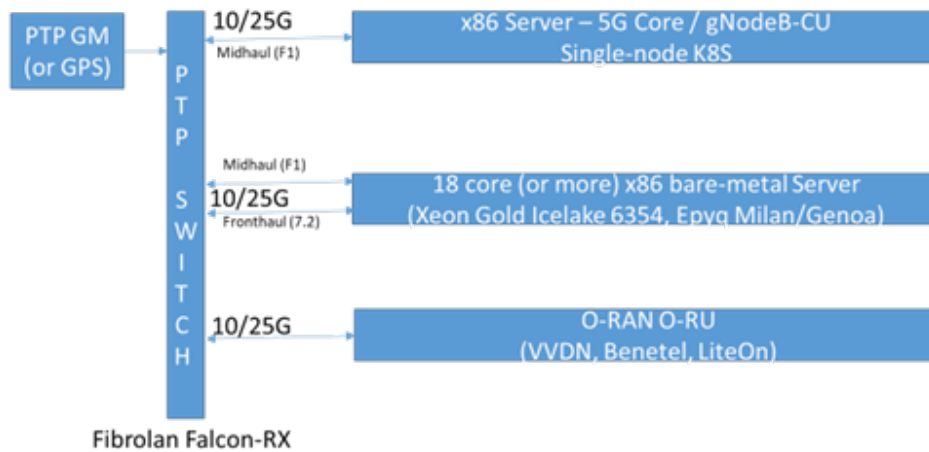 PTP GM
(or GPS)
PTP SWITCH
10/25G
Midhaul (F1)
x86 Server – 5G Core / gNodeB-CU
Single-node K8S
Midhaul (F1)
10/25G
Fronthaul (7.2)
18 core (or more) x86 bare-metal Server
(Xeon Gold Icelake 6354, Epyq Milan/Genoa)
10/25G
O-RAN O-RU
(VVDN, Benetel, LiteOn)
Fibrolan Falcon-RX